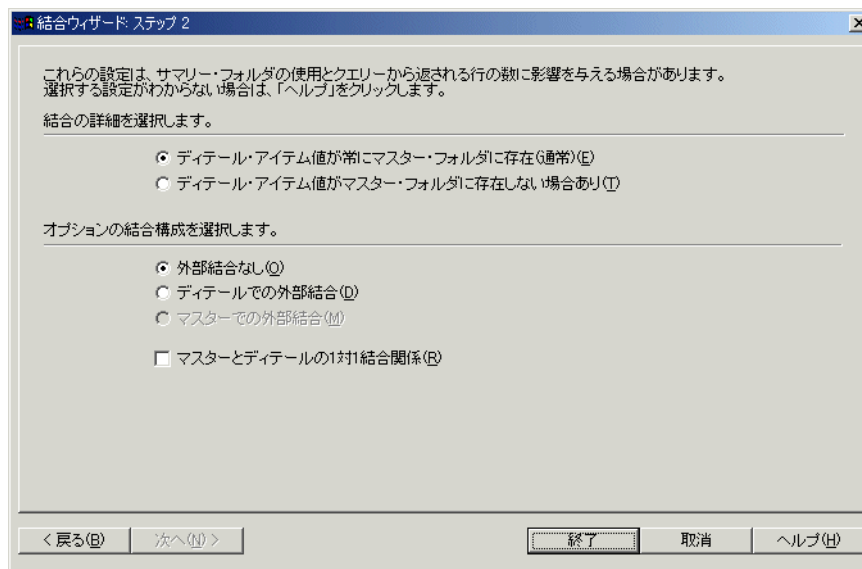 結合ウィザード: ステップ 2
これらの設定は、サマリー・フォルダの使用とクエリーから返される行の数に影響を与える場合があります。
選択する設定がわからない場合は、「ヘルプ」をクリックします。
結合の詳細を選択します。
ディテール・アイテム値が常にマスター・フォルダに存在(通常)(E)
ディテール・アイテム値がマスター・フォルダに存在しない場合あり(T)
オプションの結合構成を選択します。
外部結合なし(O)
ディテールでの外部結合(D)
マスターでの外部結合(M)
マスターとディテールの1対1結合関係(R)
< 戻る(B) 次へ(N) > 終了 取消 ヘルプ(H)